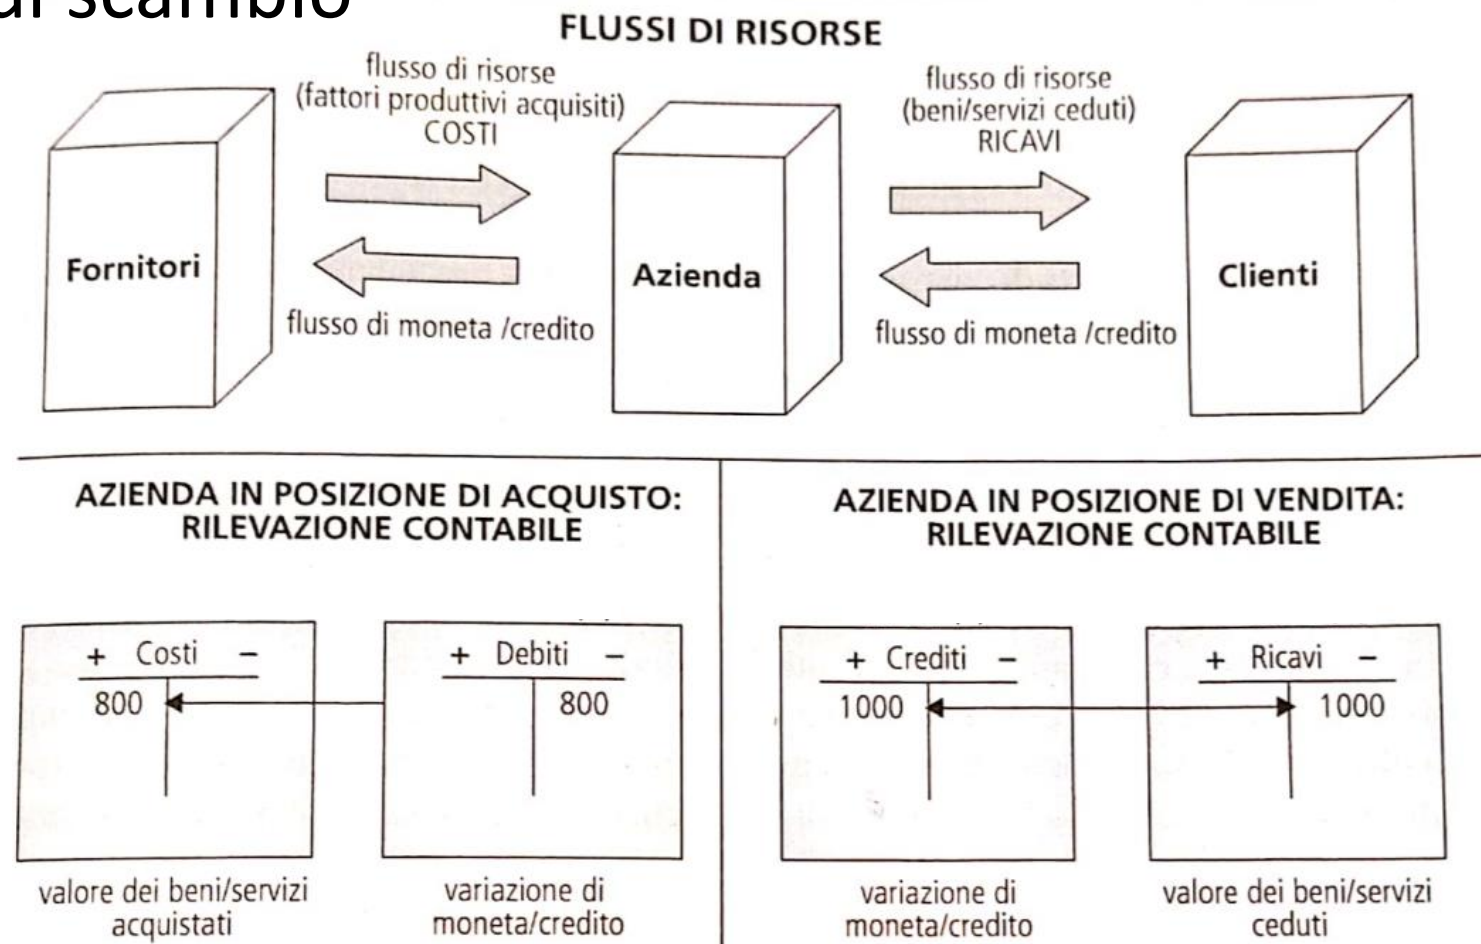 di scambio
FLUSSI DI RISORSE
flusso di risorse
(fattori produttivi acquisiti)
COSTI
flusso di risorse
(beni/servizi ceduti)
RICAVI
Fornitori
Azienda
Clienti
flusso di moneta /credito
flusso di moneta /credito
AZIENDA IN POSIZIONE DI ACQUISTO:
RILEVAZIONE CONTABILE
+ Costi –
800
+ Debiti –
800
valore dei beni/servizi
acquistati
variazione di
moneta/credito
AZIENDA IN POSIZIONE DI VENDITA:
RILEVAZIONE CONTABILE
+ Crediti –
1000
+ Ricavi –
1000
variazione di
moneta/credito
valore dei beni/servizi
ceduti